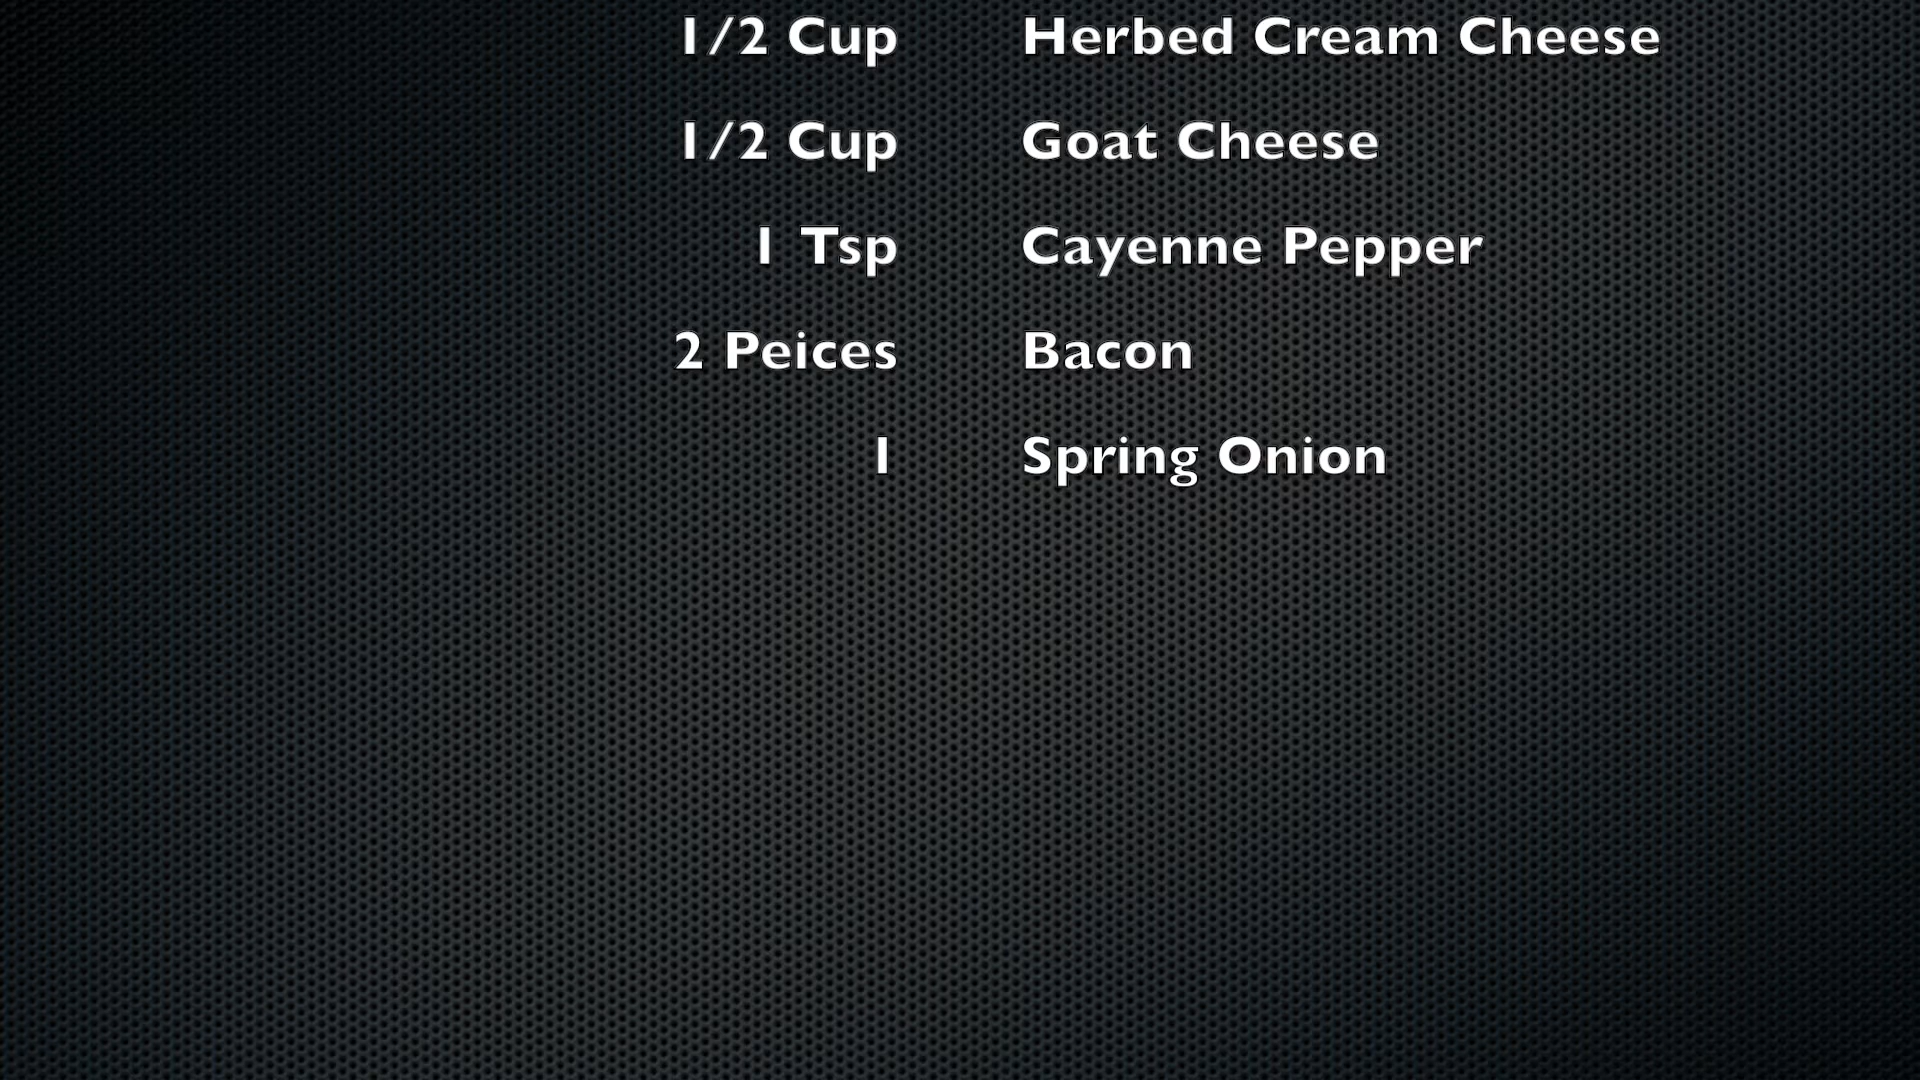 1/2 Cup Herbed Cream Cheese
1/2 Cup Goat Cheese
1 Tsp Cayenne Pepper
2 Peices Bacon
1 Spring Onion